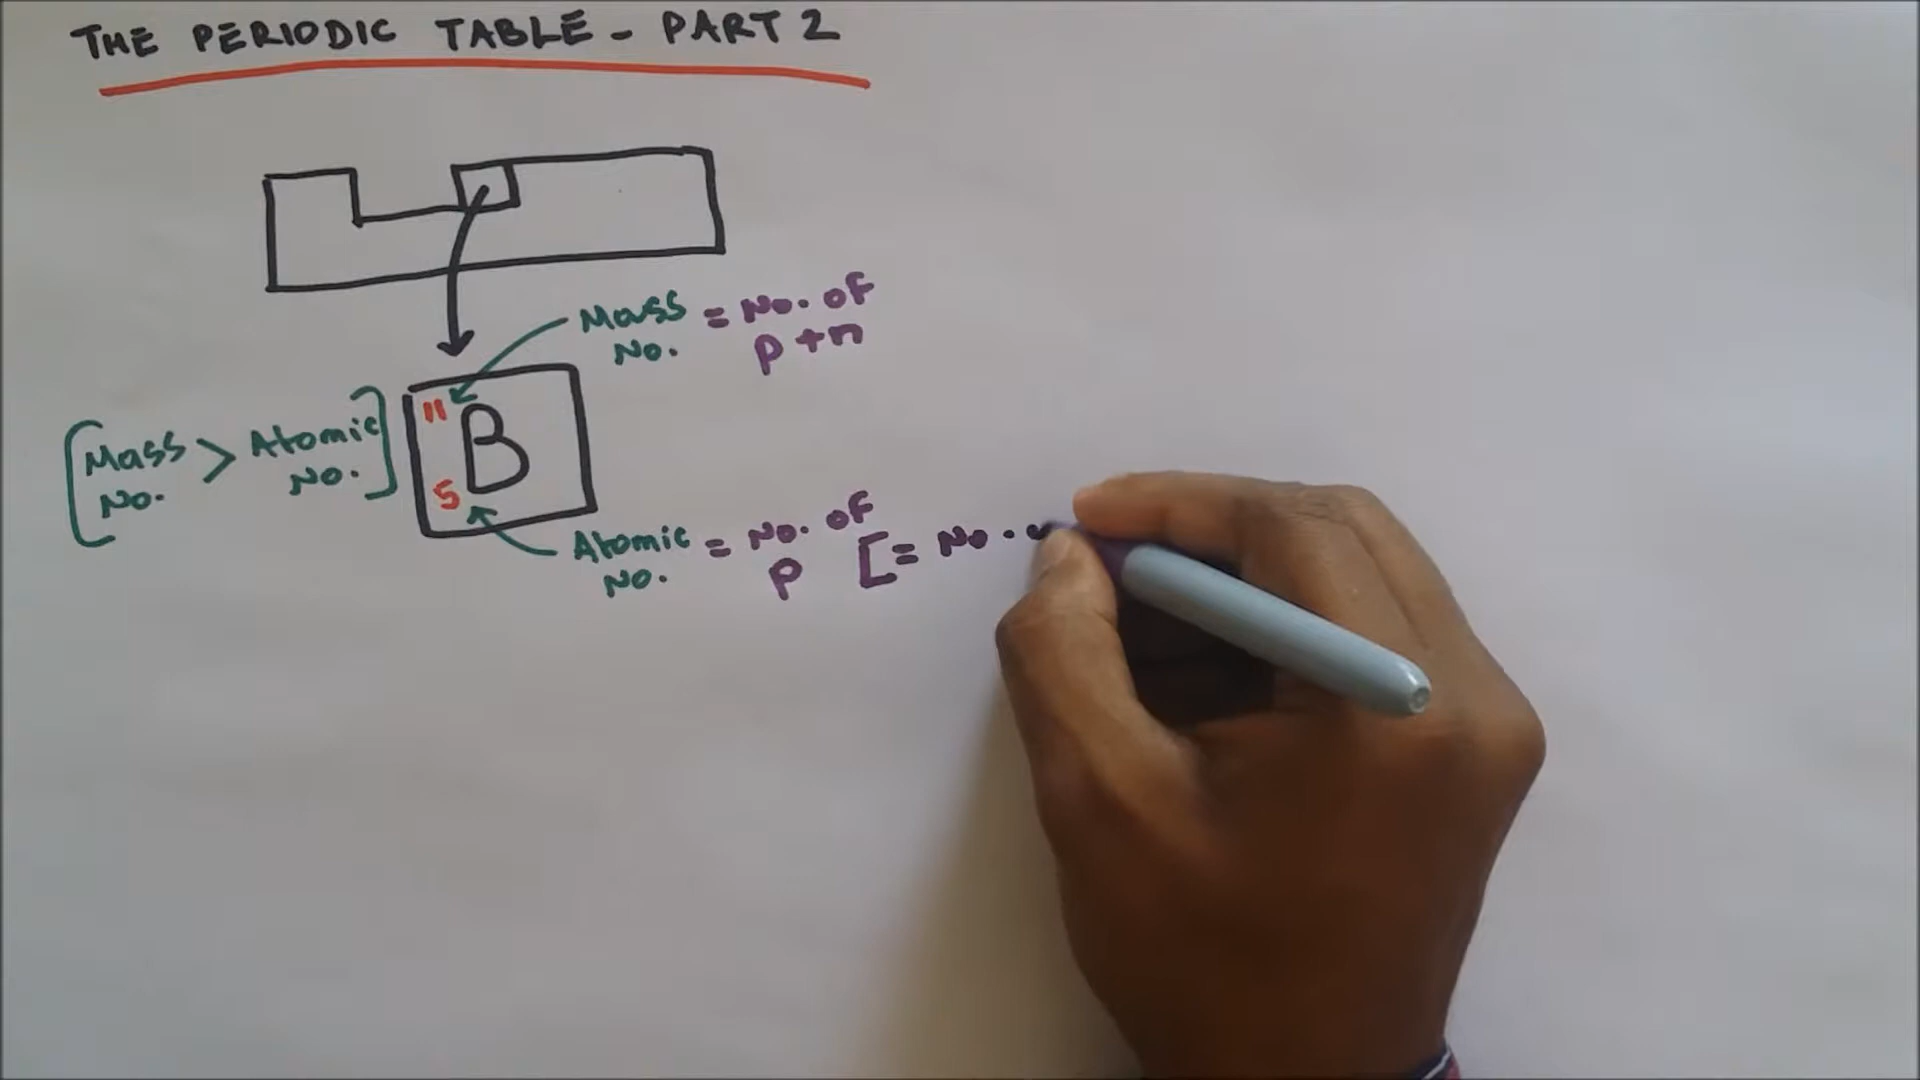 THE PERIODIC TABLE - PART 2
Mass = No. of
No. p + n
[Mass > Atomic]
No. No.
11
B
5
Atomic = No. of
No. p [= No.